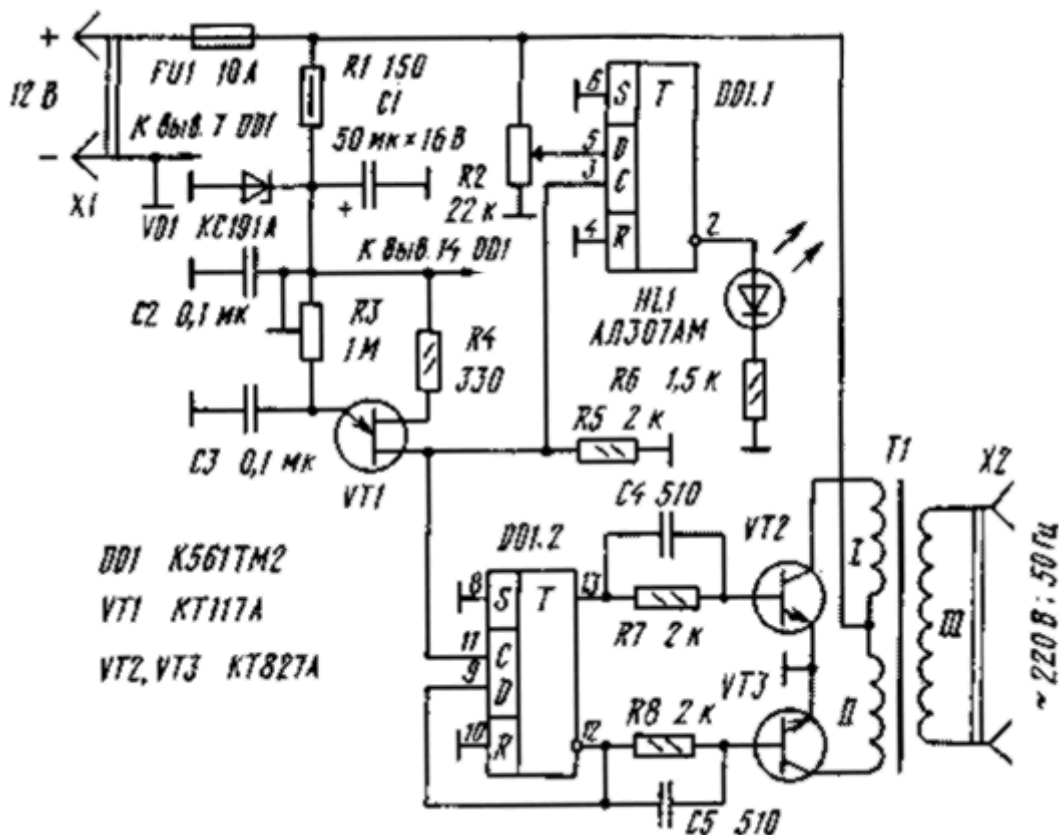 +
12 В
−
FU1 10 А
К выв. 7 DD1
X1
VD1 КС191А
R1 150
C1
50 мк × 16 В
+
R2
22 к
К выв. 14 DD1
C2 0,1 мк
R3
1 М
R4
330
C3 0,1 мк
VT1
6
S
T
DD1.1
5
D
3
C
4
R
2
HL1
АЛ307АМ
R6 1,5 к
R5 2 к
C4 510
DD1.2
8
S
T
13
11
C
9
D
10
R
12
R7 2 к
VT2
VT3
R8 2 к
C5 510
T1
I
II
III
X2
~ 220 В; 50 Гц
DD1 К561ТМ2
VT1 КТ117А
VT2, VT3 КТ827А